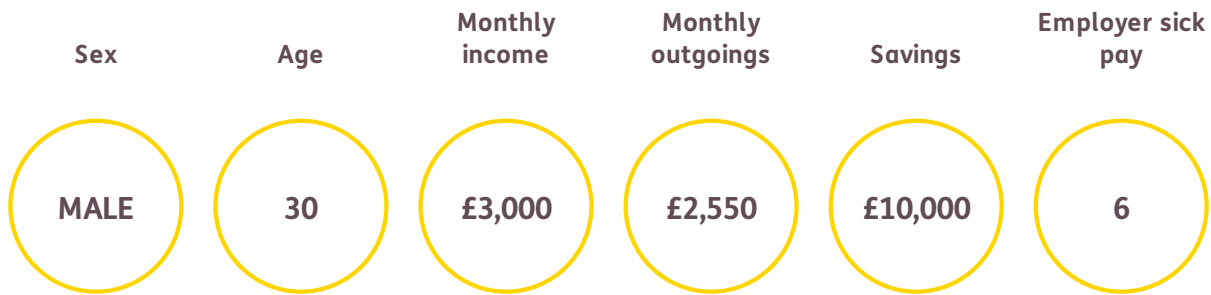 Sex
Age
Monthly
income
Monthly
outgoings
Savings
Employer sick
pay
MALE
30
£3,000
£2,550
£10,000
6